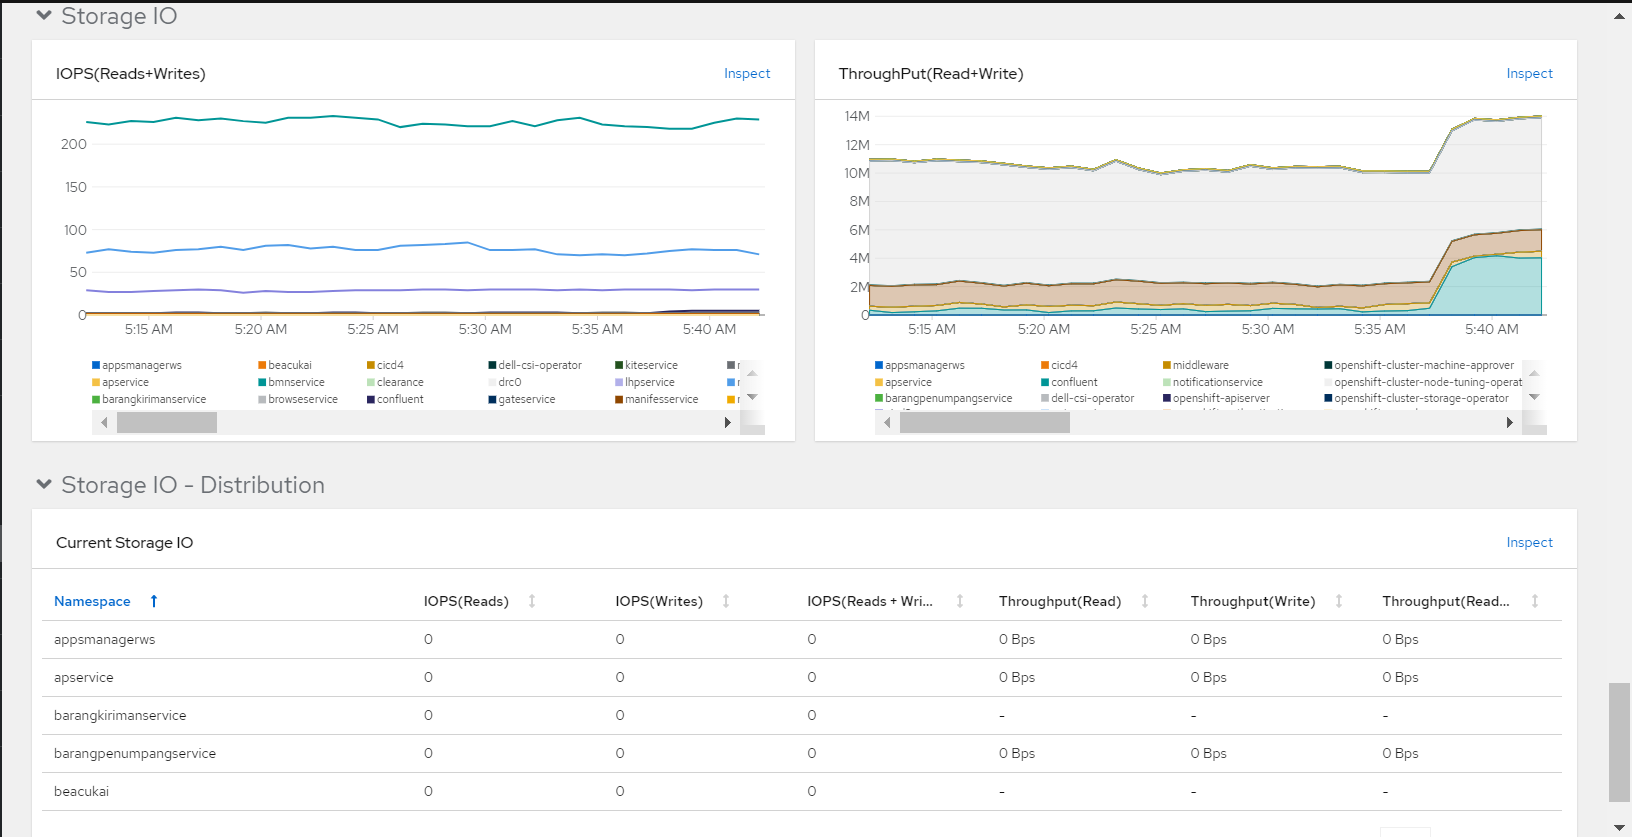 Storage IO
IOPS(Reads+Writes)
Inspect
200
150
100
50
0
5:15 AM 5:20 AM 5:25 AM 5:30 AM 5:35 AM 5:40 AM
appsmanagerws beacukai cicd4 dell-csi-operator kiteservice
apservice bmnservice clearance drc0 lhpservice
barangkirimanservice browseservice confluent gateservice manifesservice
ThroughPut(Read+Write)
Inspect
14M
12M
10M
8M
6M
4M
2M
0
5:15 AM 5:20 AM 5:25 AM 5:30 AM 5:35 AM 5:40 AM
appsmanagerws cicd4 middleware openshift-cluster-machine-approver
apservice confluent notificationservice openshift-cluster-node-tuning-operat
barangpenumpangservice dell-csi-operator openshift-apiserver openshift-cluster-storage-operator
Storage IO - Distribution
Current Storage IO
Inspect
Namespace IOPS(Reads) IOPS(Writes) IOPS(Reads + Wri... Throughput(Read) Throughput(Write) Throughput(Read...
appsmanagerws 0 0 0 0 Bps 0 Bps 0 Bps
apservice 0 0 0 0 Bps 0 Bps 0 Bps
barangkirimanservice 0 0 0 - - -
barangpenumpangservice 0 0 0 0 Bps 0 Bps 0 Bps
beacukai 0 0 0 - - -